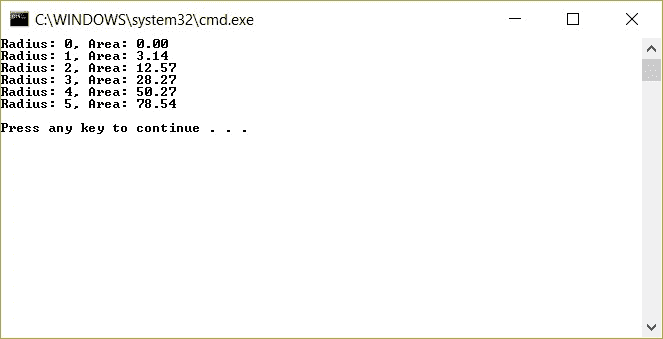 C:\WINDOWS\system32\cmd.exe
Radius: 0, Area: 0.00
Radius: 1, Area: 3.14
Radius: 2, Area: 12.57
Radius: 3, Area: 28.27
Radius: 4, Area: 50.27
Radius: 5, Area: 78.54
Press any key to continue . . .